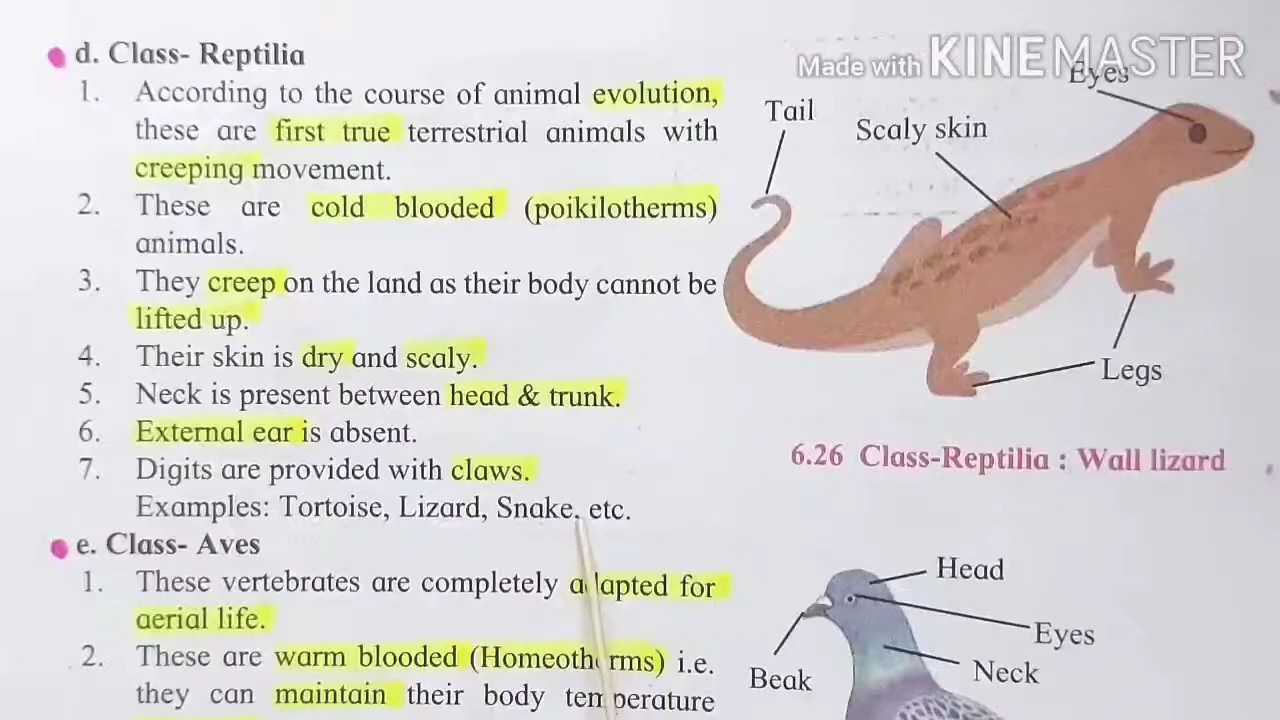 d. Class- Reptilia
1. According to the course of animal evolution,
these are first true terrestrial animals with
creeping movement.
2. These are cold blooded (poikilotherms)
animals.
3. They creep on the land as their body cannot be
lifted up.
4. Their skin is dry and scaly.
5. Neck is present between head & trunk.
6. External ear is absent.
7. Digits are provided with claws.
Examples: Tortoise, Lizard, Snake, etc.
e. Class- Aves
1. These vertebrates are completely adapted for
aerial life.
2. These are warm blooded (Homeotherms) i.e.
they can maintain their body temperature
Made with KINEMASTER
Eyes
Tail
Scaly skin
Legs
6.26 Class-Reptilia : Wall lizard
Head
Eyes
Neck
Beak